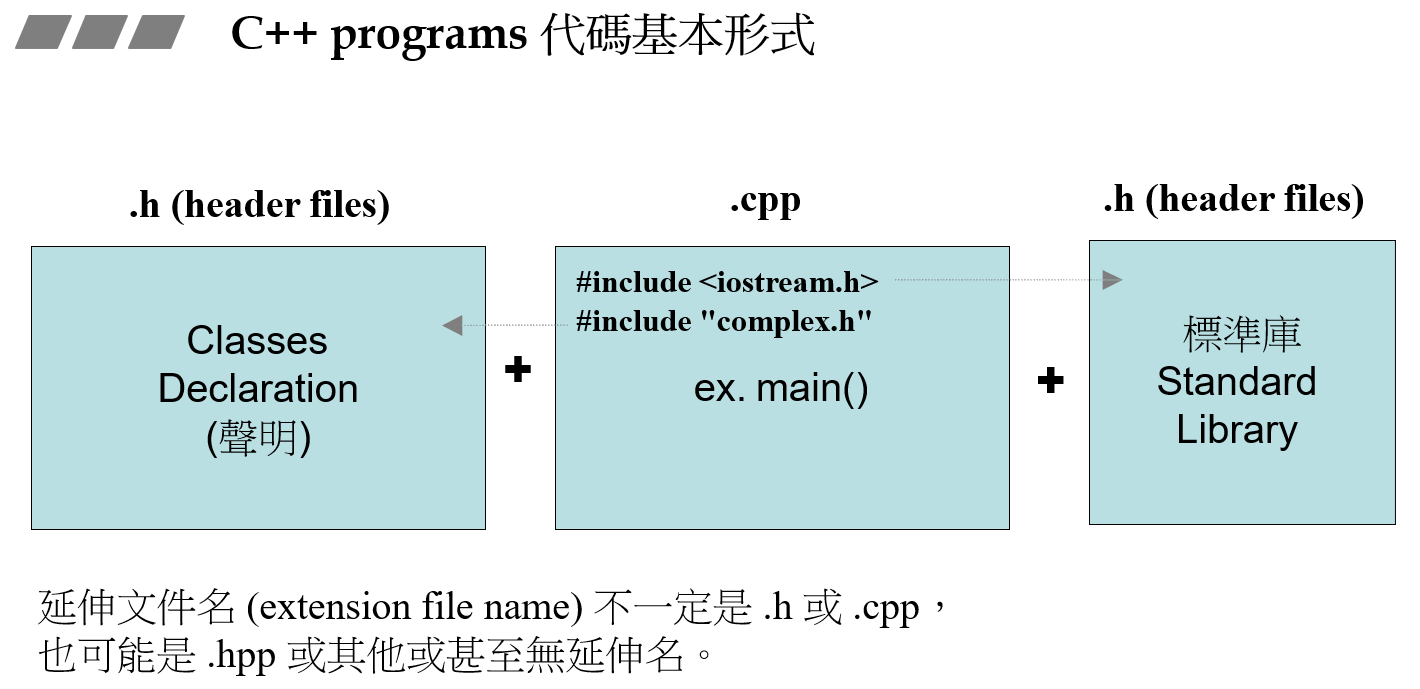 C++ programs 代碼基本形式
.h (header files)
.cpp
.h (header files)
Classes
Declaration
(聲明)
+
#include <iostream.h>
#include "complex.h"
ex. main()
+
標準庫
Standard
Library
延伸文件名 (extension file name) 不一定是 .h 或 .cpp，
也可能是 .hpp 或其他或甚至無延伸名。